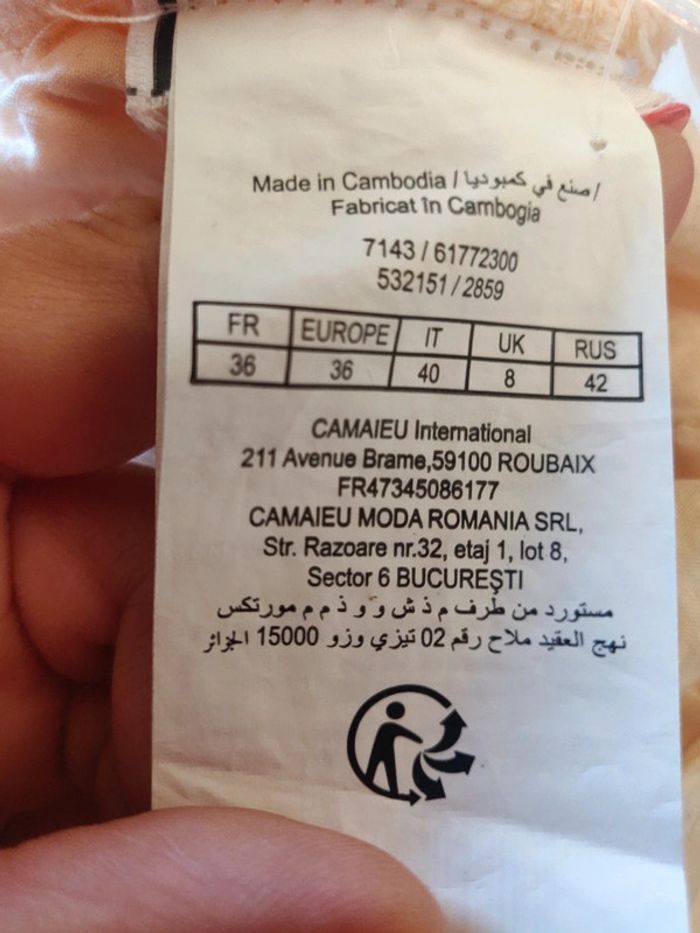 Made in Cambodia / صنع في كمبوديا /
Fabricat în Cambogia
7143 / 61772300
532151 / 2859
FR EUROPE IT UK RUS
36 36 40 8 42
CAMAIEU International
211 Avenue Brame,59100 ROUBAIX
FR47345086177
CAMAIEU MODA ROMANIA SRL,
Str. Razoare nr.32, etaj 1, lot 8,
Sector 6 BUCUREŞTI
مستورد من طرف م ذ ش و و ذ م م مورتكس
نهج العقيد ملاح رقم 02 تيزي وزو 15000 الجزائر